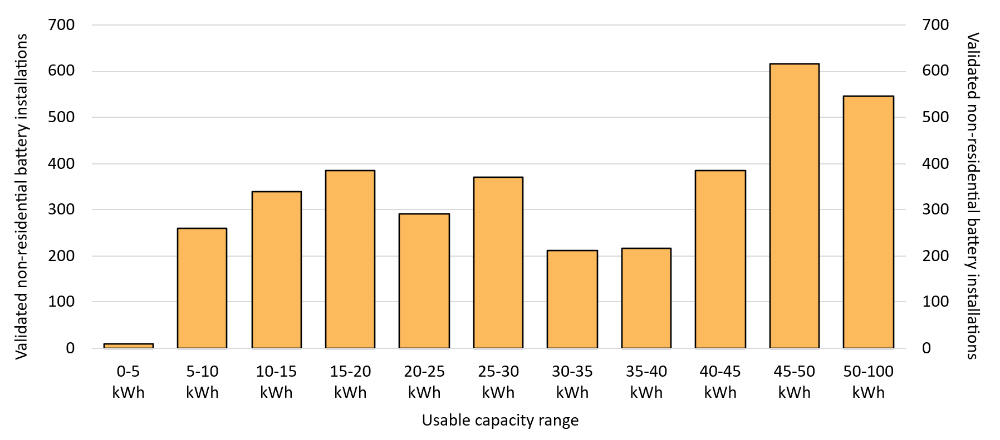 Validated non-residential battery installations
700
600
500
400
300
200
100
0
700
600
500
400
300
200
100
0
Validated non-residential battery installations
0-5
kWh
5-10
kWh
10-15
kWh
15-20
kWh
20-25
kWh
25-30
kWh
30-35
kWh
35-40
kWh
40-45
kWh
45-50
kWh
50-100
kWh
Usable capacity range